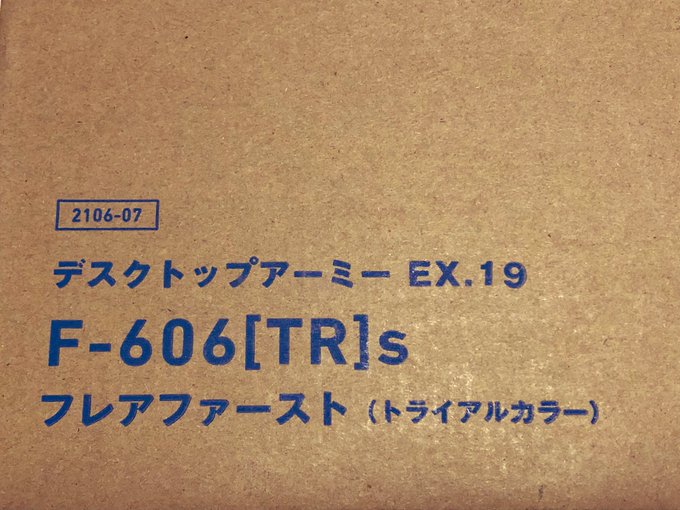 2106-07
デスクトップアーミー EX.19
F-606[TR]s
フレアファースト（トライアルカラー）